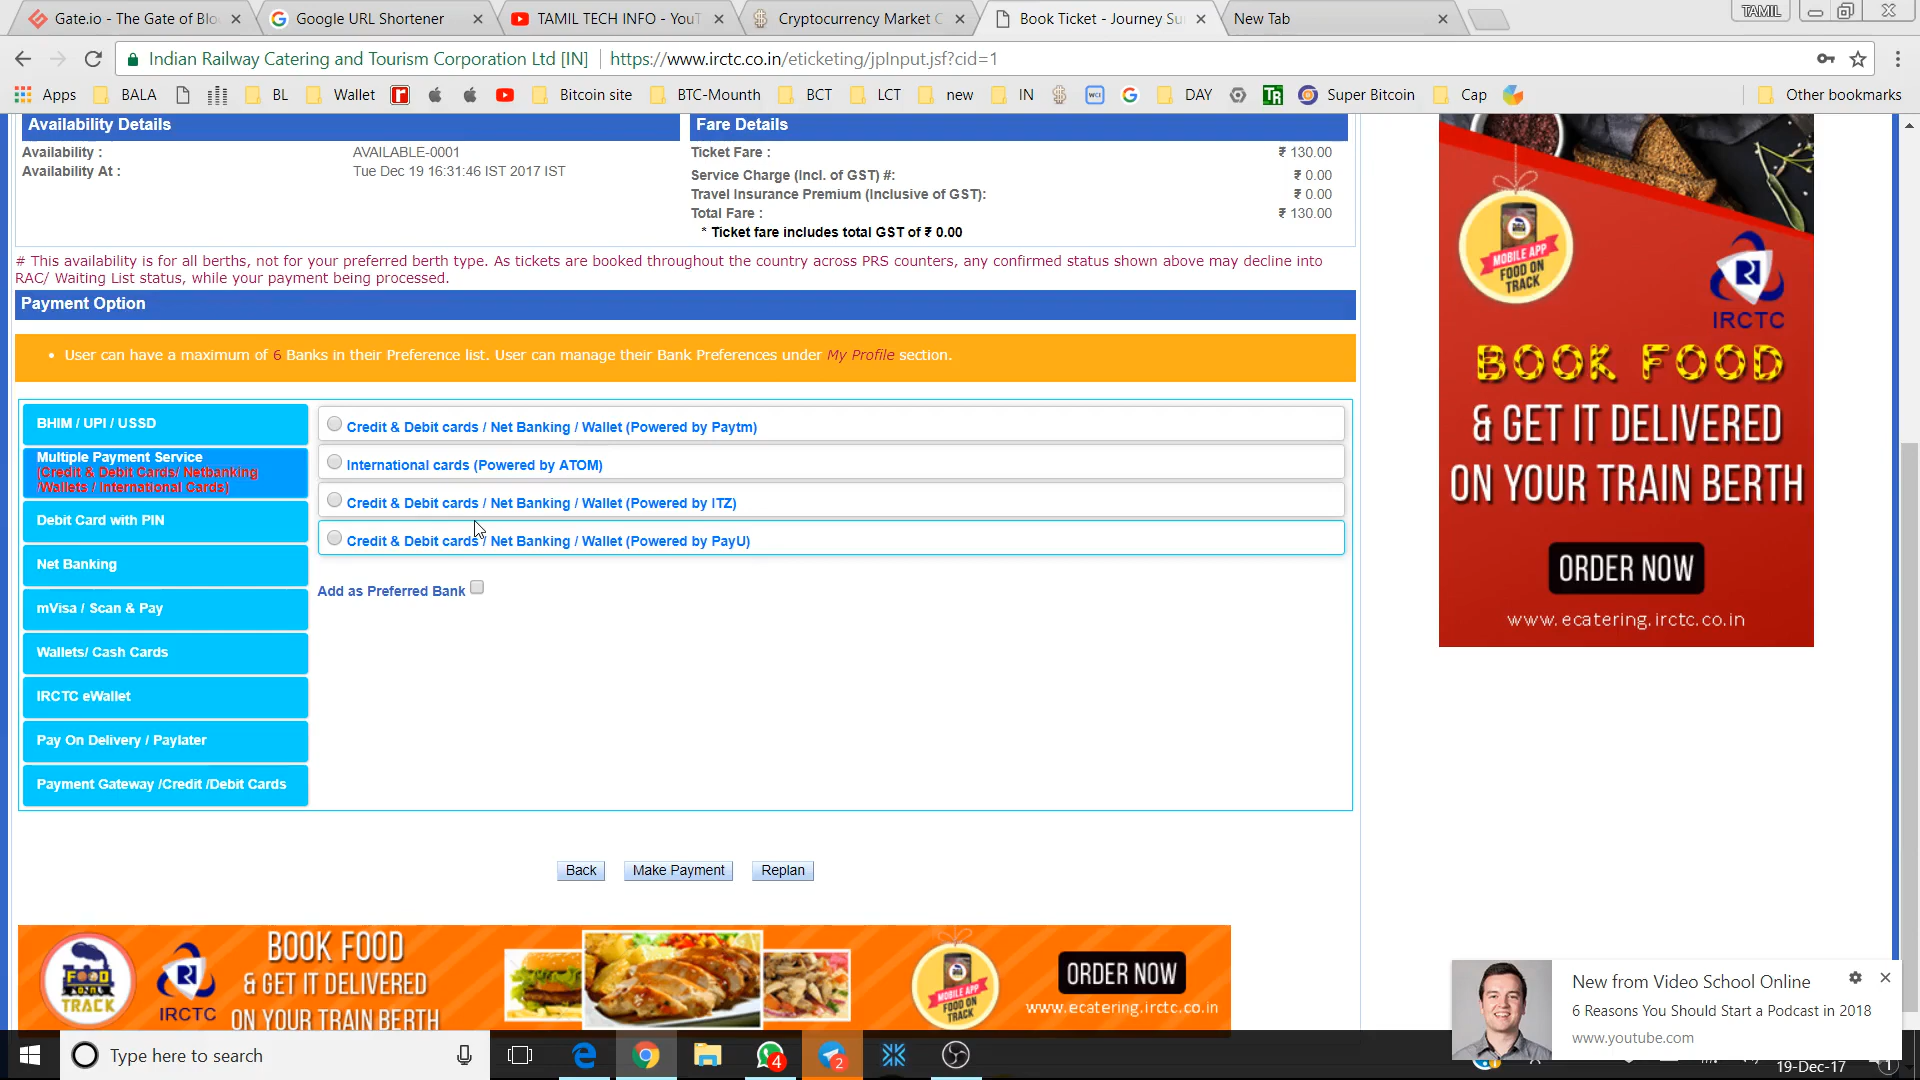 Gate.io - The Gate of Blo
Google URL Shortener
TAMIL TECH INFO - YouT
Cryptocurrency Market C
Book Ticket - Journey Su
New Tab
TAMIL
Indian Railway Catering and Tourism Corporation Ltd [IN]
https://www.irctc.co.in/eticketing/jpInput.jsf?cid=1
Apps
BALA
BL
Wallet
Bitcoin site
BTC-Mounth
BCT
LCT
new
IN
WCI
DAY
TR
Super Bitcoin
Cap
Other bookmarks
Availability Details
Availability : AVAILABLE-0001
Availability At : Tue Dec 19 16:31:46 IST 2017 IST
Fare Details
Ticket Fare : ₹ 130.00
Service Charge (Incl. of GST) #: ₹ 0.00
Travel Insurance Premium (Inclusive of GST): ₹ 0.00
Total Fare : ₹ 130.00
* Ticket fare includes total GST of ₹ 0.00
# This availability is for all berths, not for your preferred berth type. As tickets are booked throughout the country across PRS counters, any confirmed status shown above may decline into
RAC/ Waiting List status, while your payment being processed.
Payment Option
• User can have a maximum of 6 Banks in their Preference list. User can manage their Bank Preferences under My Profile section.
BHIM / UPI / USSD
Multiple Payment Service
(Credit & Debit Cards/ Netbanking
/Wallets / International Cards)
Debit Card with PIN
Net Banking
mVisa / Scan & Pay
Wallets/ Cash Cards
IRCTC eWallet
Pay On Delivery / Paylater
Payment Gateway /Credit /Debit Cards
Credit & Debit cards / Net Banking / Wallet (Powered by Paytm)
International cards (Powered by ATOM)
Credit & Debit cards / Net Banking / Wallet (Powered by ITZ)
Credit & Debit cards / Net Banking / Wallet (Powered by PayU)
Add as Preferred Bank
Back
Make Payment
Replan
MOBILE APP
FOOD ON
TRACK
IRCTC
BOOK FOOD
& GET IT DELIVERED
ON YOUR TRAIN BERTH
ORDER NOW
www. ecatering.irctc.co.in
FOOD
ON
TRACK
IRCTC
BOOK FOOD
& GET IT DELIVERED
ON YOUR TRAIN BERTH
MOBILE APP
FOOD ON
TRACK
ORDER NOW
www.ecatering.irctc.co.in
New from Video School Online
6 Reasons You Should Start a Podcast in 2018
www.youtube.com
Type here to search
4
2
19-Dec-17
1